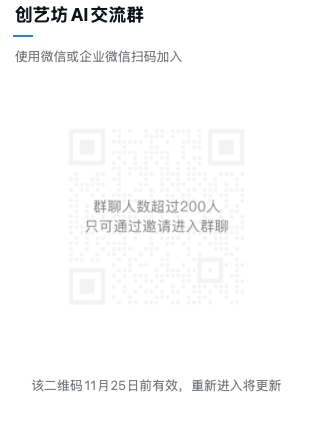 创艺坊 AI 交流群
使用微信或企业微信扫码加入
群聊人数超过200人
只可通过邀请进入群聊
该二维码11月25日前有效，重新进入将更新